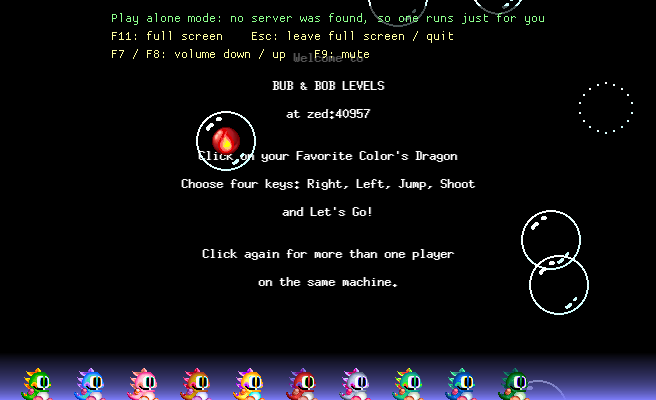 Play alone mode: no server was found, so one runs just for you
F11: full screen    Esc: leave full screen / quit
F7 / F8: volume down / up    F9: mute
Welcome to
BUB & BOB LEVELS
at zed:40957
Click on your Favorite Color's Dragon
Choose four keys: Right, Left, Jump, Shoot
and Let's Go!
Click again for more than one player
on the same machine.